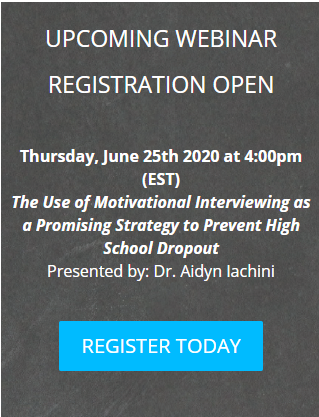 UPCOMING WEBINAR
REGISTRATION OPEN
Thursday, June 25th 2020 at 4:00pm
(EST)
The Use of Motivational Interviewing as
a Promising Strategy to Prevent High
School Dropout
Presented by: Dr. Aidyn Iachini
REGISTER TODAY